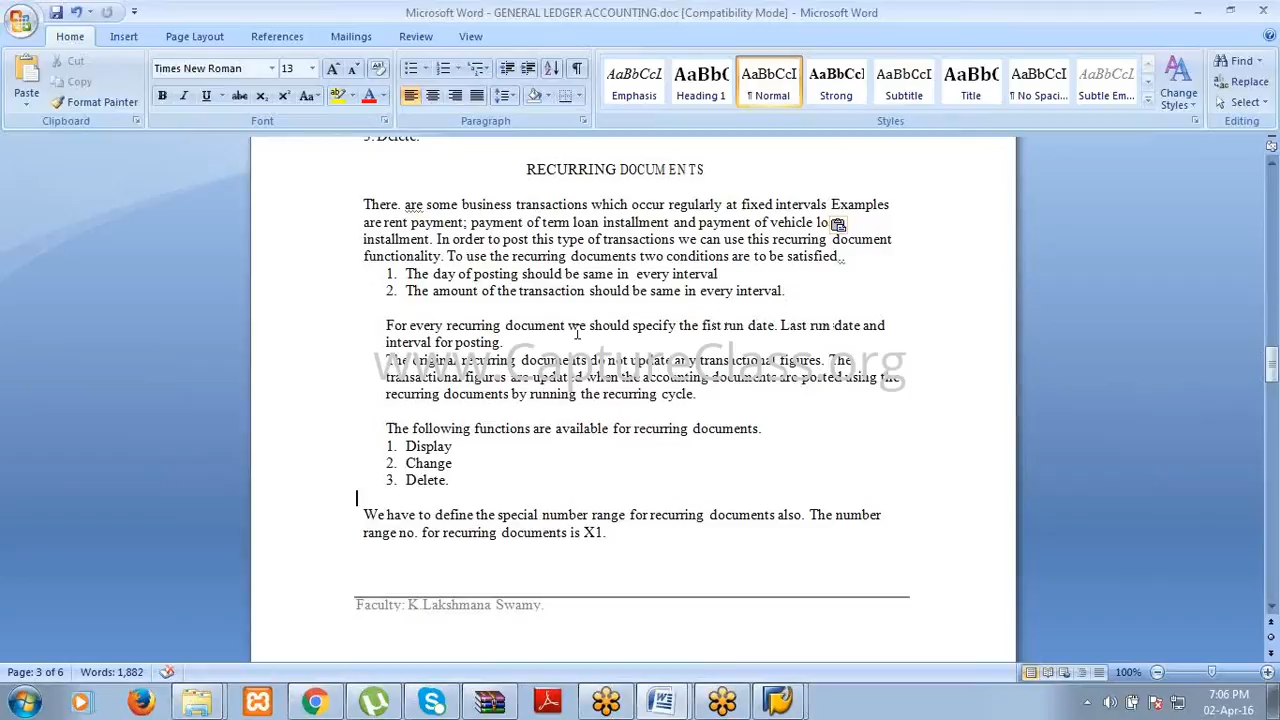 Microsoft Word - GENERAL LEDGER ACCOUNTING.doc [Compatibility Mode] - Microsoft Word
Home Insert Page Layout References Mailings Review View
Paste
Cut
Copy
Format Painter
Clipboard
Times New Roman 13
Font
Paragraph
AaBbCcI AaBbC AaBbCcI AaBbCc AaBbCcI AaBb( AaBbCcI AaBbCcI
Emphasis Heading 1 ¶ Normal Strong Subtitle Title ¶ No Spaci... Subtle Em...
Change Styles
Styles
Find
Replace
Select
Editing
3. Delete.
RECURRING DOCUMENTS
There. are some business transactions which occur regularly at fixed intervals Examples
are rent payment; payment of term loan installment and payment of vehicle lo
installment. In order to post this type of transactions we can use this recurring document
functionality. To use the recurring documents two conditions are to be satisfied..
1. The day of posting should be same in every interval
2. The amount of the transaction should be same in every interval.
For every recurring document we should specify the fist run date. Last run date and
interval for posting.
The original recurring documents do not update any transactional figures. The
transactional figures are updated when the accounting documents are posted using the
recurring documents by running the recurring cycle.
www.CaptureClass.org
The following functions are available for recurring documents.
1. Display
2. Change
3. Delete.
We have to define the special number range for recurring documents also. The number
range no. for recurring documents is X1.
Faculty: K.Lakshmana Swamy.
Page: 3 of 6 Words: 1,882 100%
7:06 PM
02-Apr-16